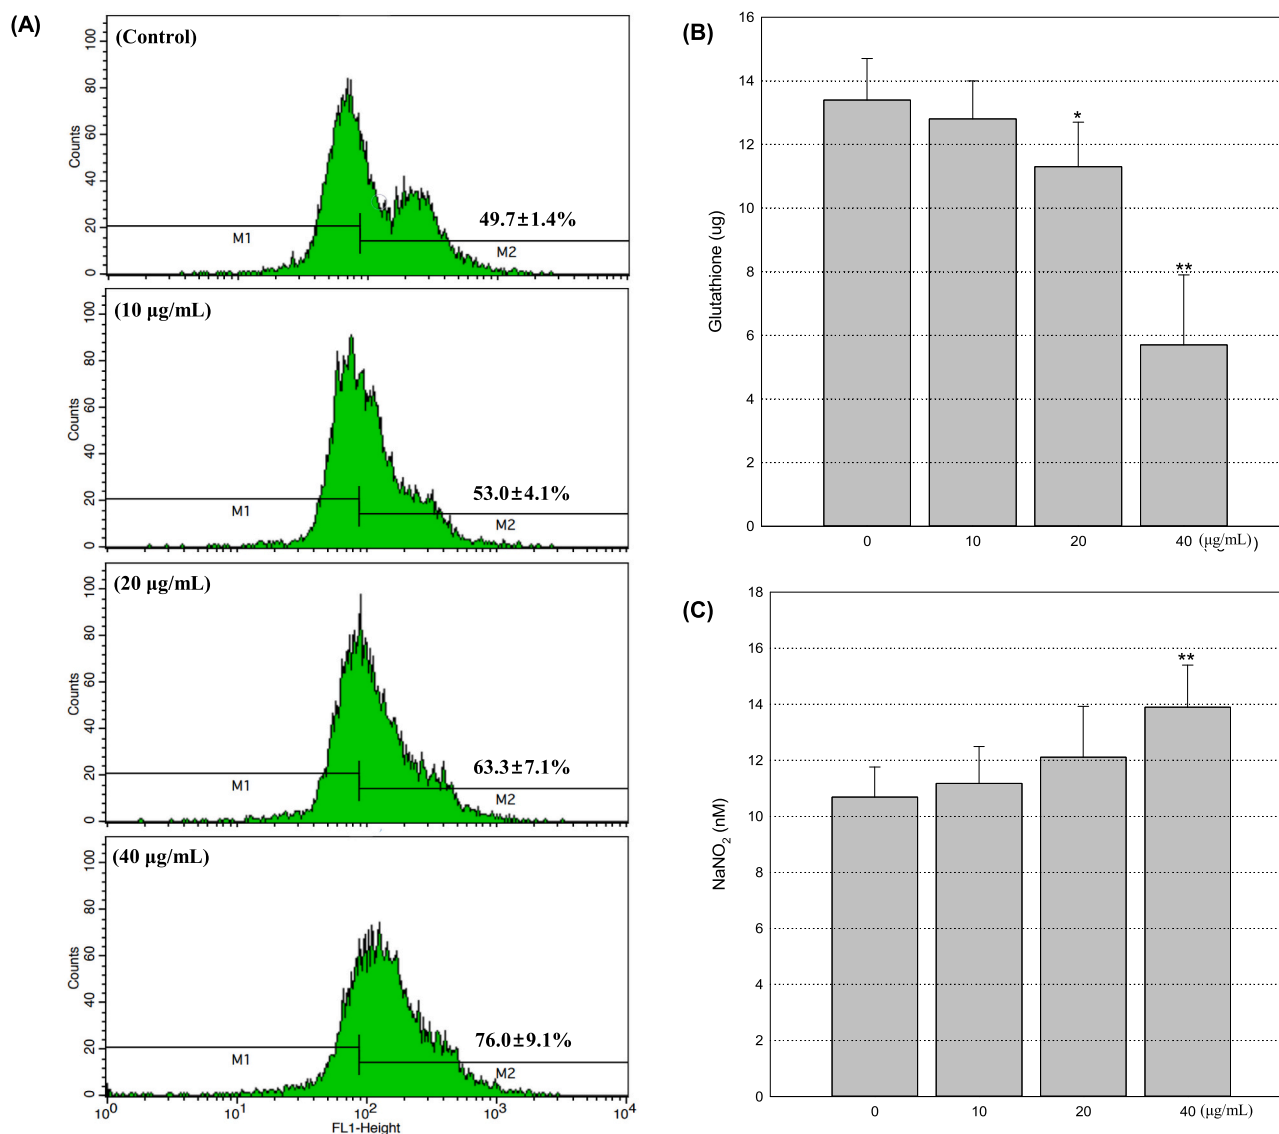 (A)
(Control)
Counts
100
80
60
40
20
0
M1
49.7±1.4%
M2
10⁰ 10¹ 10² 10³ 10⁴
(10 μg/mL)
Counts
100
80
60
40
20
0
M1
53.0±4.1%
M2
(20 μg/mL)
Counts
100
80
60
40
20
0
M1
63.3±7.1%
M2
(40 μg/mL)
Counts
100
80
60
40
20
0
M1
76.0±9.1%
M2
10⁰ 10¹ 10² 10³ 10⁴
FL1-Height
(B)
Glutathione (ug)
16
14
12
10
8
6
4
2
0
*
**
0 10 20 40 (μg/mL)
(C)
NaNO₂ (nM)
18
16
14
12
10
8
6
4
2
0
**
0 10 20 40 (μg/mL)